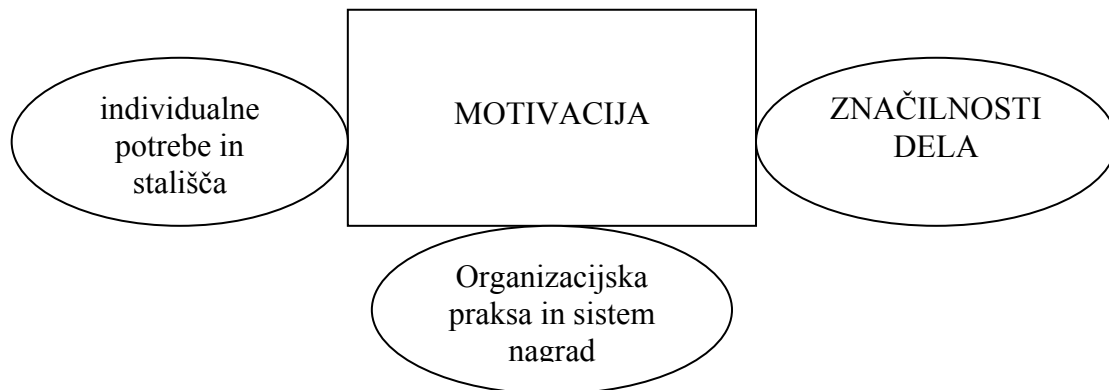 individualne
potrebe in
stališča
MOTIVACIJA
ZNAČILNOSTI
DELA
Organizacijska
praksa in sistem
nagrad